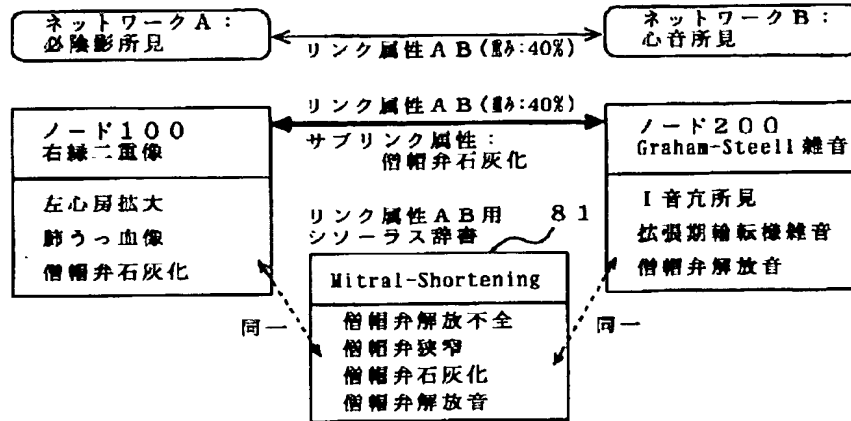 ネットワークA:
心陰影所見
ネットワークB:
心音所見
リンク属性AB(重み:40%)
リンク属性AB(重み:40%)
サブリンク属性:
僧帽弁石灰化
ノード100
右縁二重像
左心房拡大
肺うっ血像
僧帽弁石灰化
ノード200
Graham-Steell雑音
I音亢所見
拡張期輪転様雑音
僧帽弁解放音
リンク属性AB用
シソーラス辞書
81
Mitral-Shortening
僧帽弁解放不全
僧帽弁狭窄
僧帽弁石灰化
僧帽弁解放音
同一
同一